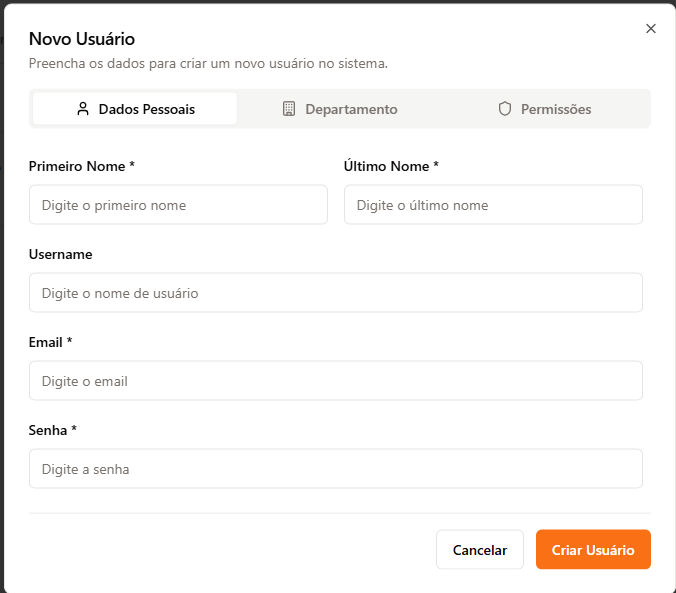 Novo Usuário
Preencha os dados para criar um novo usuário no sistema.
Dados Pessoais Departamento Permissões
Primeiro Nome * Último Nome *
Digite o primeiro nome Digite o último nome
Username
Digite o nome de usuário
Email *
Digite o email
Senha *
Digite a senha
Cancelar Criar Usuário